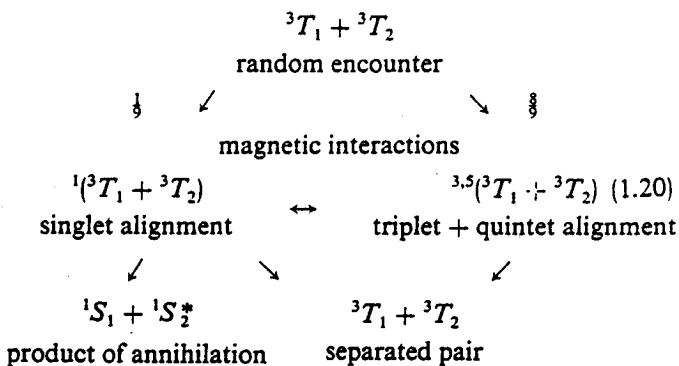 ³T₁ + ³T₂
random encounter
1/9 ↙ ↘ 8/9
magnetic interactions
¹(³T₁ + ³T₂) ³,⁵(³T₁ + ³T₂) (1.20)
singlet alignment ↔ triplet + quintet alignment
↙ ↘ ↙
¹S₁ + ¹S₂* ³T₁ + ³T₂
product of annihilation separated pair